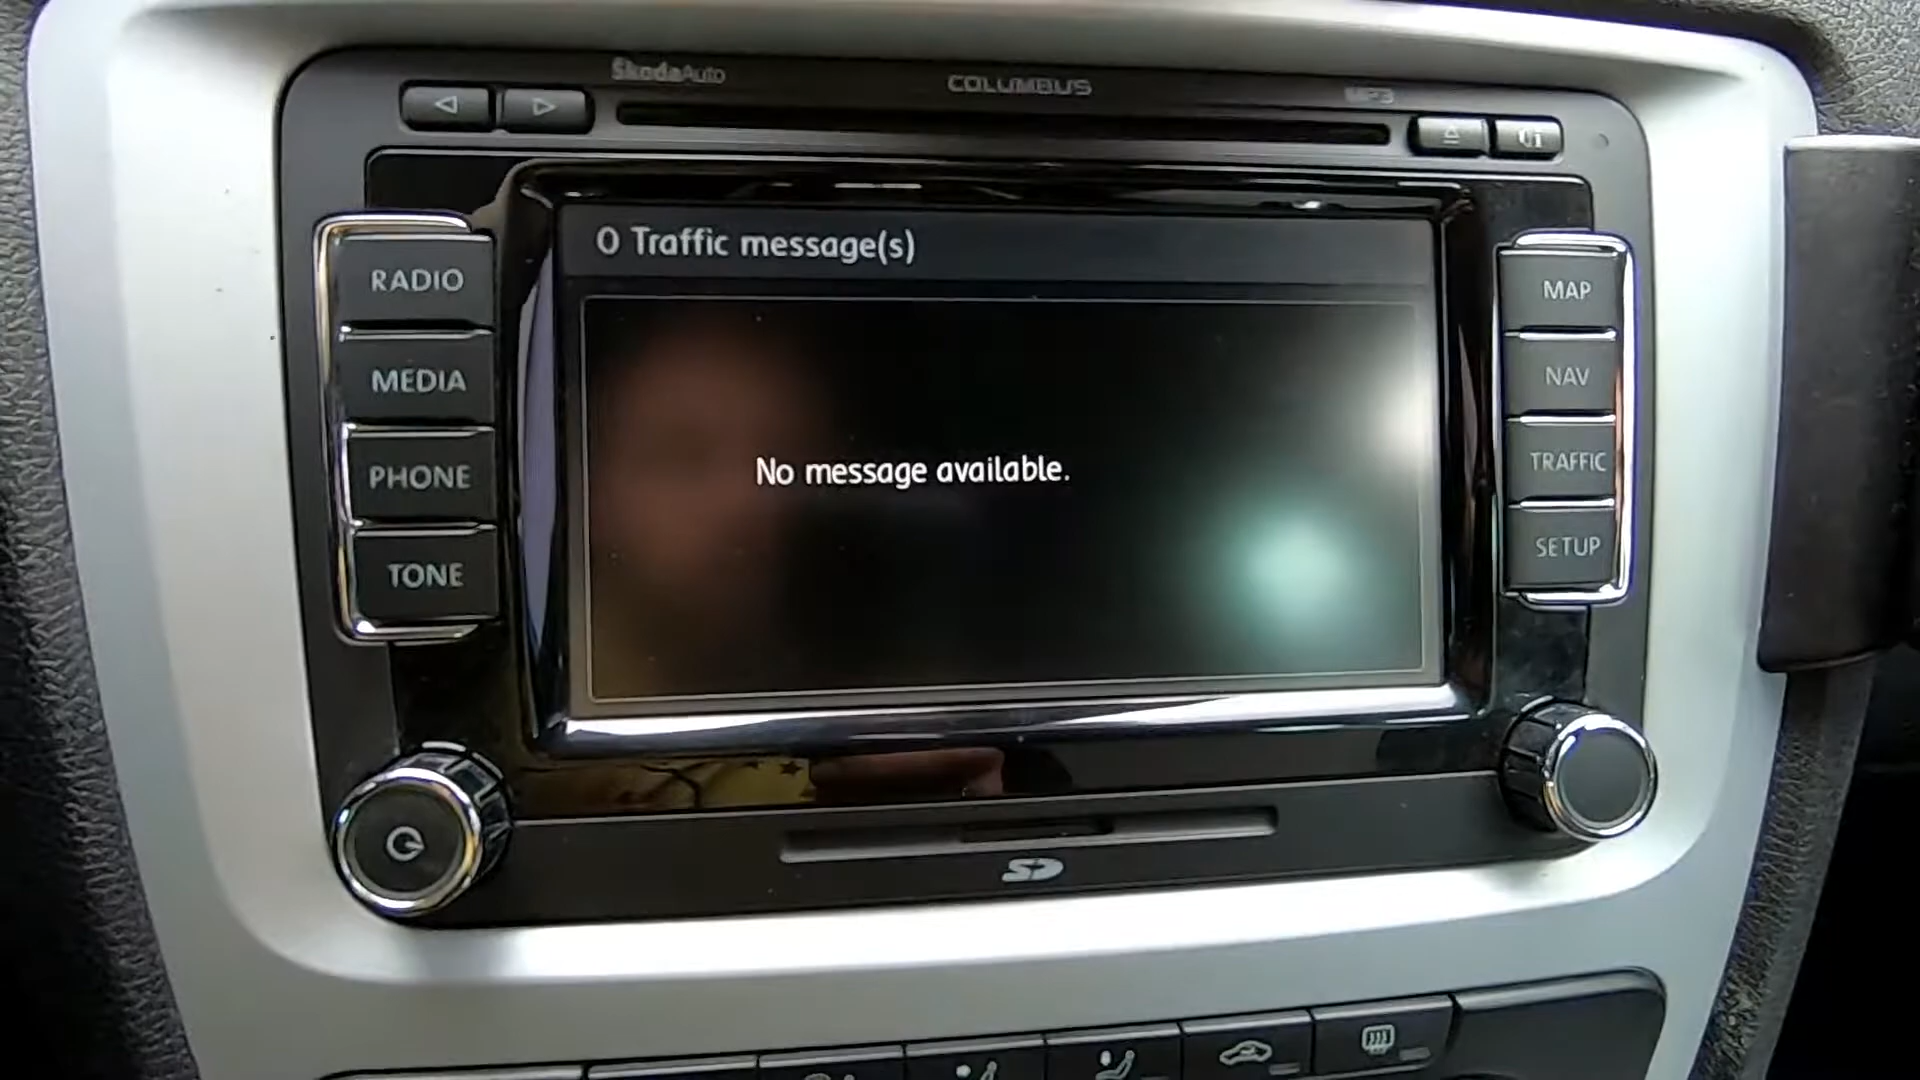 ŠkodaAuto
COLUMBUS
MP3
0 Traffic message(s)
No message available.
RADIO
MEDIA
PHONE
TONE
MAP
NAV
TRAFFIC
SETUP
SD